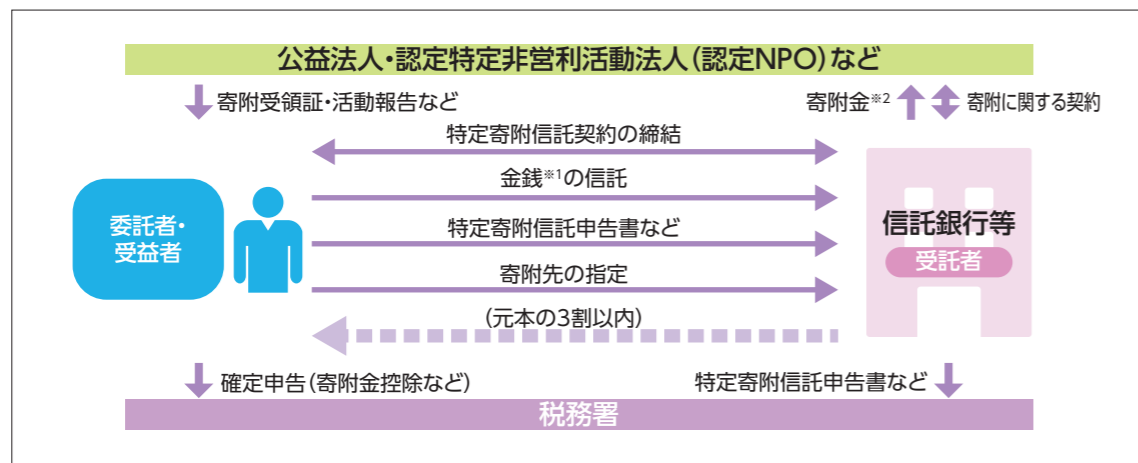 公益法人・認定特定非営利活動法人(認定NPO)など
寄附受領証・活動報告など
寄附金※2
寄附に関する契約
特定寄附信託契約の締結
金銭※1の信託
委託者・
受益者
特定寄附信託申告書など
信託銀行等
受託者
寄附先の指定
(元本の3割以内)
確定申告(寄附金控除など)
特定寄附信託申告書など
税務署